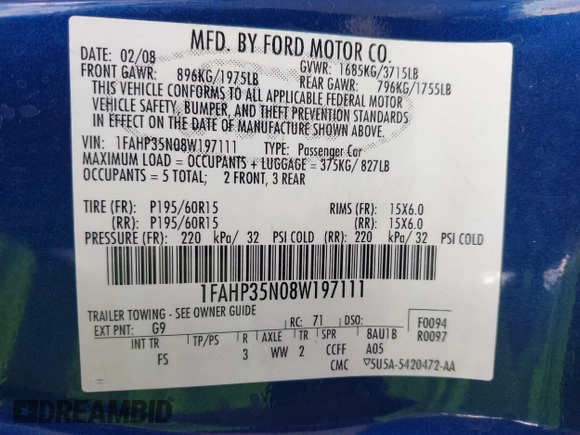 MFD. BY FORD MOTOR CO.
DATE: 02/08 GVWR: 1685KG/3715LB
FRONT GAWR: 896KG/1975LB REAR GAWR: 796KG/1755LB
THIS VEHICLE CONFORMS TO ALL APPLICABLE FEDERAL MOTOR
VEHICLE SAFETY, BUMPER, AND THEFT PREVENTION STANDARDS
IN EFFECT ON THE DATE OF MANUFACTURE SHOWN ABOVE.
VIN: 1FAHP35N08W197111 TYPE: Passenger Car
MAXIMUM LOAD = OCCUPANTS + LUGGAGE = 375KG/ 827LB
OCCUPANTS = 5 TOTAL; 2 FRONT, 3 REAR
TIRE (FR): P195/60R15 RIMS (FR): 15X6.0
(RR): P195/60R15 (RR): 15X6.0
PRESSURE (FR): 220 kPa/ 32 PSI COLD (RR): 220 kPa/ 32 PSI COLD
1FAHP35N08W197111
TRAILER TOWING - SEE OWNER GUIDE
EXT PNT: G9 RC: 71 DSO: F0094
INT TR TP/PS R AXLE TR SPR 8AU1B R0097
FS 3 WW 2 CCFF A05
CMC 5U5A-5420472-AA
DREAMBID